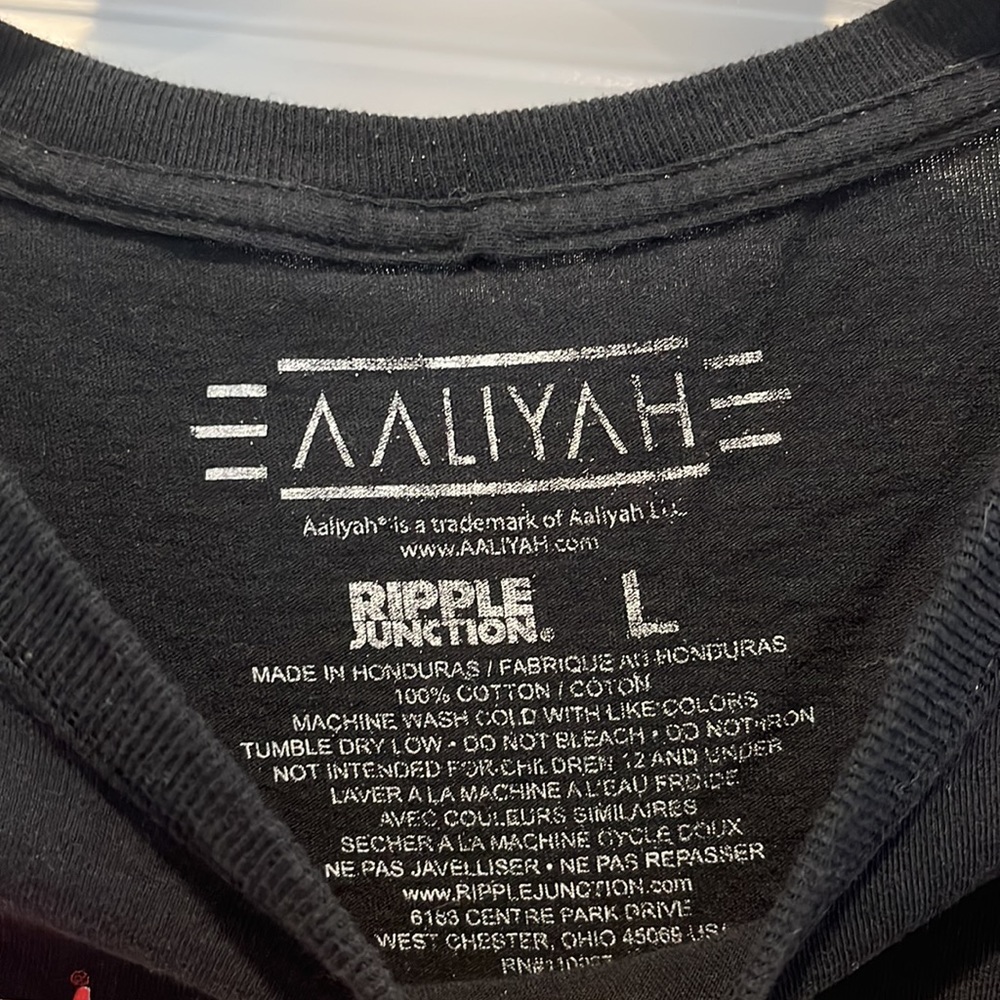 AALIYAH
Aaliyah® is a trademark of Aaliyah LLC
www.AALIYAH.com
RIPPLE L
JUNCTION®
MADE IN HONDURAS / FABRIQUE AU HONDURAS
100% COTTON / COTON
MACHINE WASH COLD WITH LIKE COLORS
TUMBLE DRY LOW • DO NOT BLEACH • DO NOT IRON
NOT INTENDED FOR CHILDREN 12 AND UNDER
LAVER A LA MACHINE A L'EAU FROIDE
AVEC COULEURS SIMILAIRES
SECHER A LA MACHINE CYCLE DOUX
NE PAS JAVELLISER • NE PAS REPASSER
www.RIPPLEJUNCTION.com
6183 CENTRE PARK DRIVE
WEST CHESTER, OHIO 45069 USA